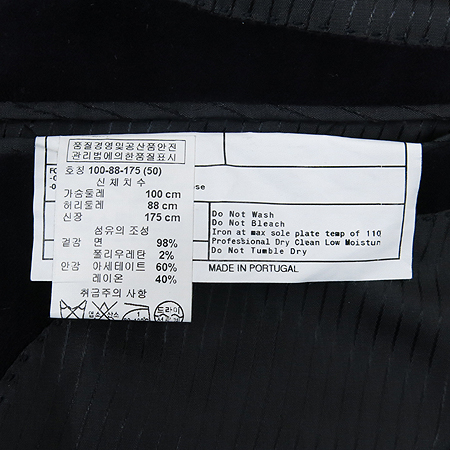 품질경영및공산품안전
관리법에의한품질표시
호칭 100-88-175 (50)
신 체 치 수
가슴둘레 100 cm
허리둘레 88 cm
신장 175 cm
섬유의 조성
겉감 면 98%
폴리우레탄 2%
안감 아세테이트 60%
레이온 40%
취급주의 사항
드라이
Do Not Wash
Do Not Bleach
Iron at max sole plate temp of 110
Professional Dry Clean Low Moistur
Do Not Tumble Dry
MADE IN PORTUGAL